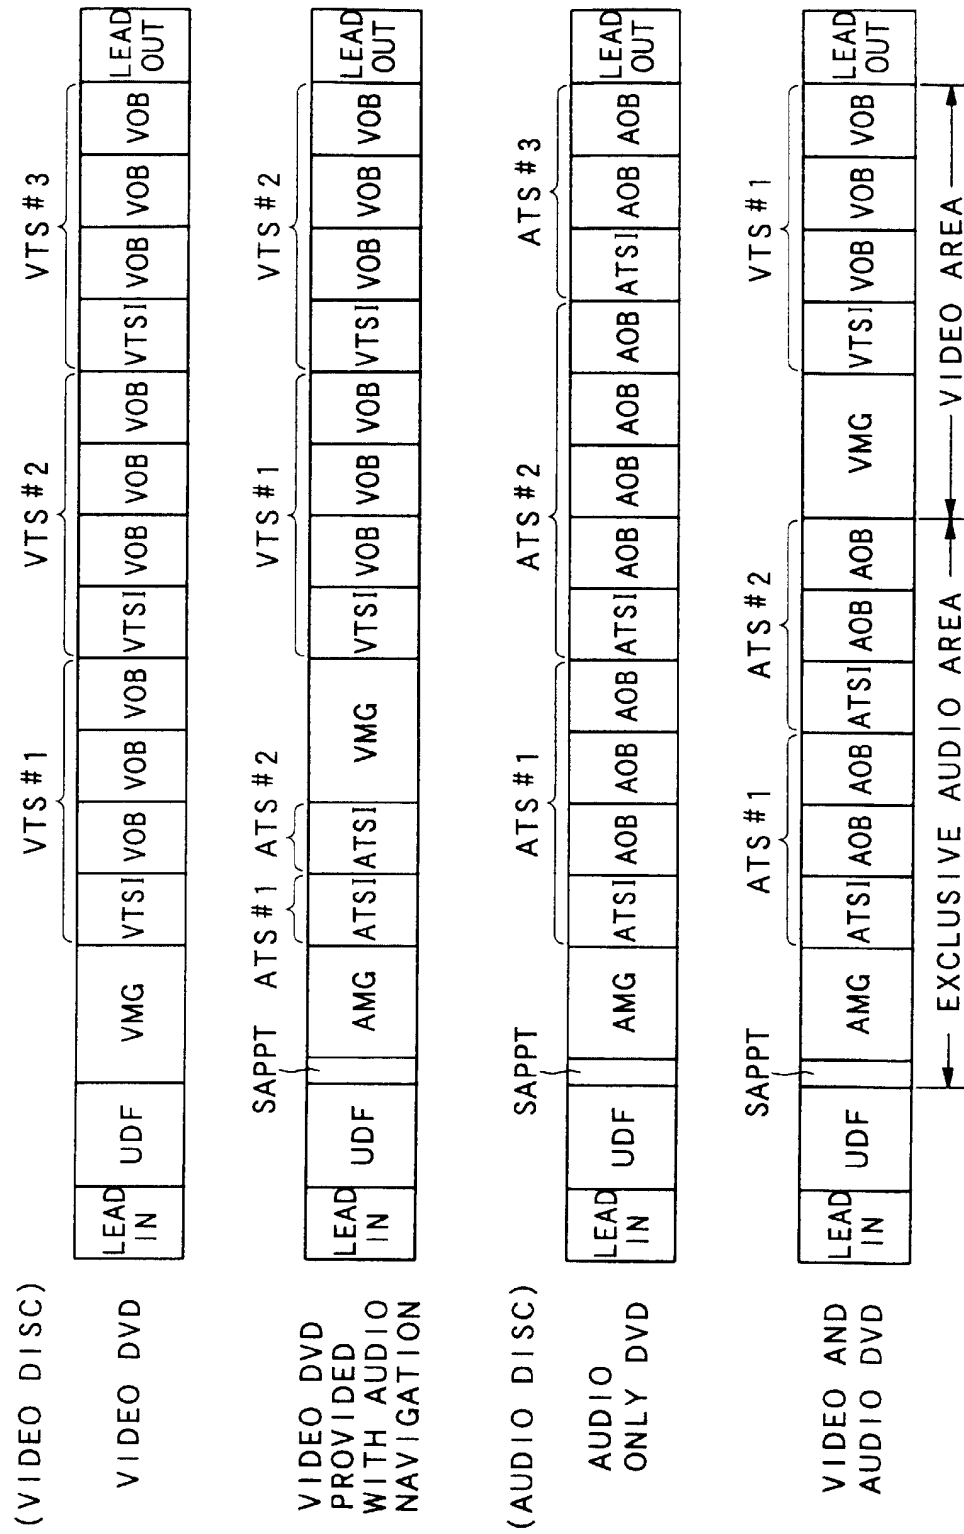 (VIDEO DISC)
VTS#1 VTS#2 VTS#3
VIDEO DVD
LEAD IN UDF VMG VTSI VOB VOB VOB VTSI VOB VOB VOB VTSI VOB VOB VOB LEAD OUT
SAPPT ATS#1 ATS#2 VTS#1 VTS#2
VIDEO DVD
PROVIDED
WITH AUDIO
NAVIGATION
LEAD IN UDF AMG ATSI ATSI VMG VTSI VOB VOB VOB VTSI VOB VOB VOB LEAD OUT
(AUDIO DISC)
SAPPT ATS#1 ATS#2 ATS#3
AUDIO
ONLY DVD
LEAD IN UDF AMG ATSI AOB AOB AOB ATSI AOB AOB AOB AOB ATSI AOB AOB LEAD OUT
SAPPT ATS#1 ATS#2 VTS#1
VIDEO AND
AUDIO DVD
LEAD IN UDF AMG ATSI AOB AOB ATSI AOB AOB VMG VTSI VOB VOB VOB LEAD OUT
EXCLUSIVE AUDIO AREA VIDEO AREA